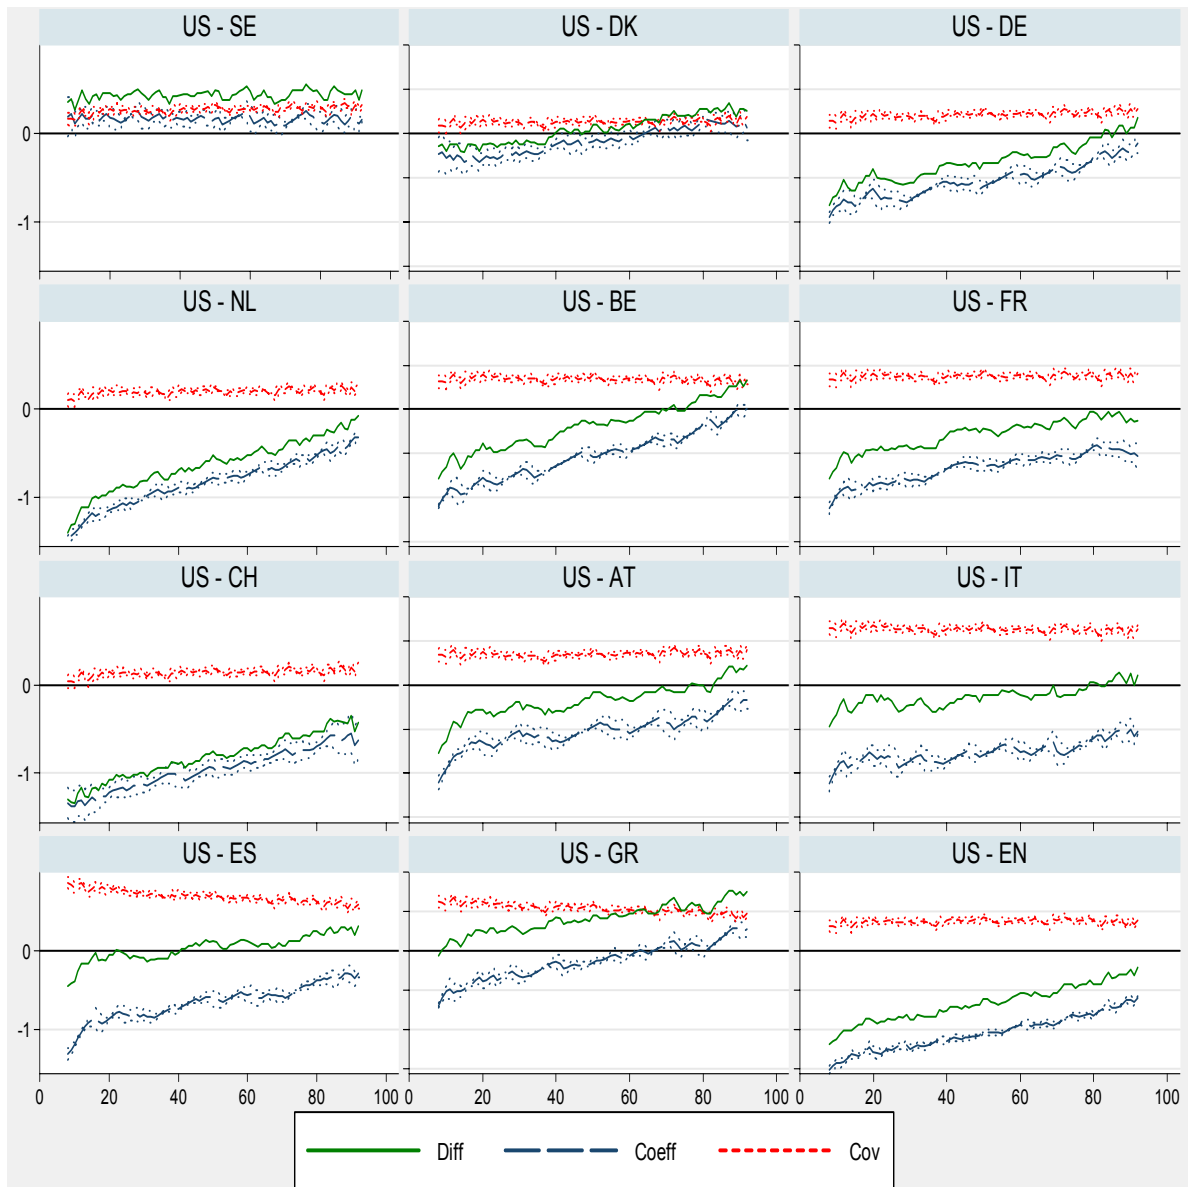 US - SE US - DK US - DE
0
-1
US - NL US - BE US - FR
0
-1
US - CH US - AT US - IT
0
-1
US - ES US - GR US - EN
0
-1
0 20 40 60 80 100 0 20 40 60 80 100 0 20 40 60 80 100
Diff Coeff Cov